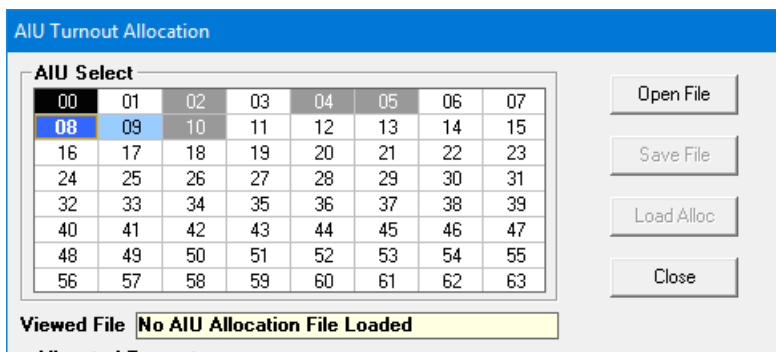 AIU Turnout Allocation
AIU Select
00 01 02 03 04 05 06 07
08 09 10 11 12 13 14 15
16 17 18 19 20 21 22 23
24 25 26 27 28 29 30 31
32 33 34 35 36 37 38 39
40 41 42 43 44 45 46 47
48 49 50 51 52 53 54 55
56 57 58 59 60 61 62 63
Open File
Save File
Load Alloc
Close
Viewed File No AIU Allocation File Loaded